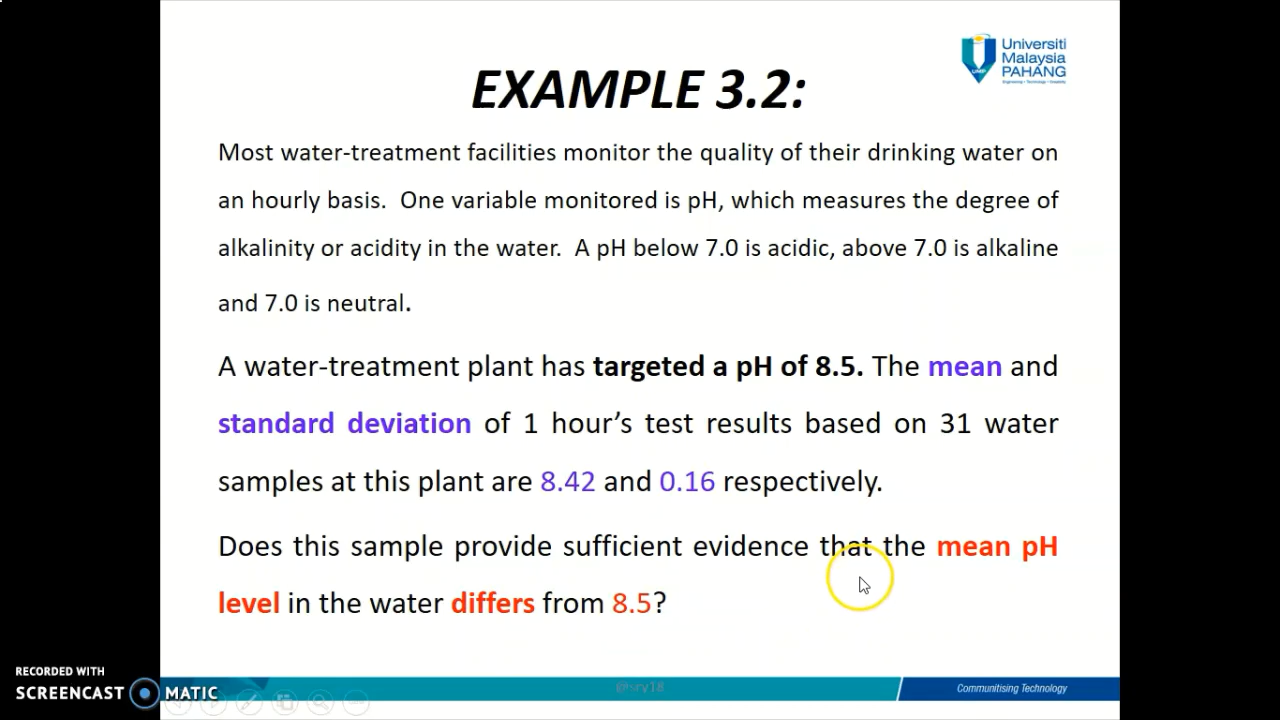 Universiti
Malaysia
PAHANG
UMP
Engineering • Technology • Creativity
EXAMPLE 3.2:
Most water-treatment facilities monitor the quality of their drinking water on
an hourly basis. One variable monitored is pH, which measures the degree of
alkalinity or acidity in the water. A pH below 7.0 is acidic, above 7.0 is alkaline
and 7.0 is neutral.
A water-treatment plant has targeted a pH of 8.5. The mean and
standard deviation of 1 hour’s test results based on 31 water
samples at this plant are 8.42 and 0.16 respectively.
Does this sample provide sufficient evidence that the mean pH
level in the water differs from 8.5?
RECORDED WITH
SCREENCAST MATIC
Communitising Technology